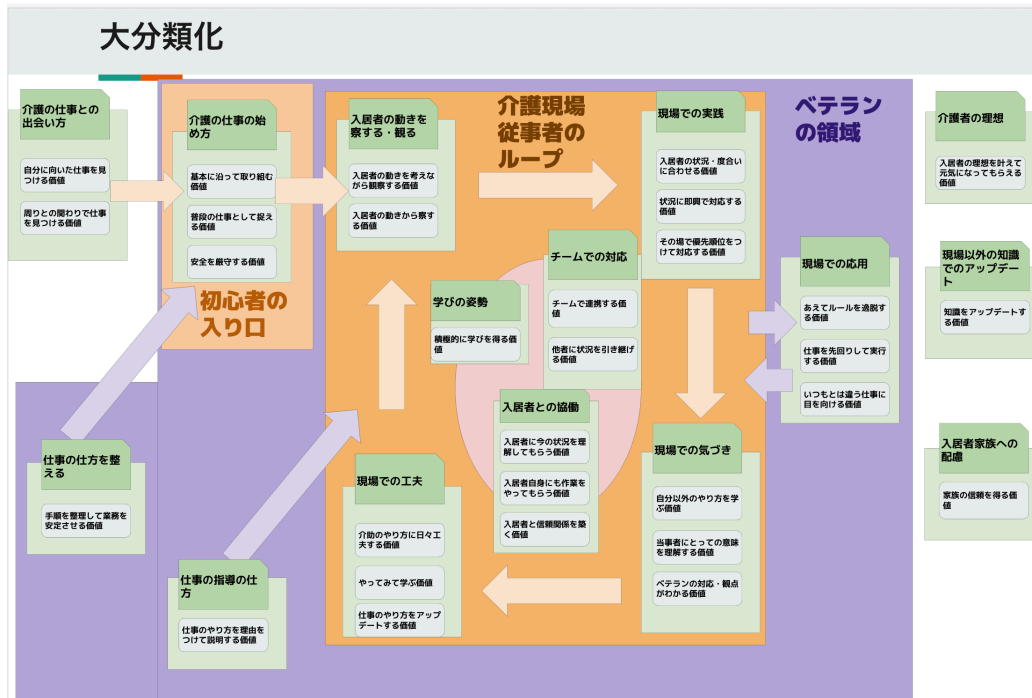 大分類化
介護の仕事との
出会い方
自分に向いた仕事を見
つける価値
周りとの関わりで仕事
を見つける価値
介護の仕事の始
め方
基本に沿って取り組む
価値
普段の仕事として捉え
る価値
安全を厳守する価値
初心者の
入り口
入居者の動きを
察する・観る
入居者の動きを考えな
がら観察する価値
入居者の動きから察す
る価値
介護現場
従事者の
ループ
現場での実践
入居者の状況・度合い
に合わせる価値
状況に即興で対応する
価値
その場で優先順位をつ
けて対応する価値
ベテラン
の領域
介護者の理想
入居者の理想を叶えて
元気になってもらえる
価値
チームでの対応
チームで連携する価
値
他者に状況を引き継げ
る価値
学びの姿勢
積極的に学びを得る価
値
現場での応用
あえてルールを逸脱す
る価値
仕事を先回りして実行
する価値
いつもとは違う仕事に
目を向ける価値
現場以外の知識
でのアップデー
ト
知識をアップデートす
る価値
入居者との協働
入居者に今の状況を理
解してもらう価値
入居者自身にも作業を
やってもらう価値
入居者と信頼関係を築
く価値
現場での気づき
自分以外のやり方を学
ぶ価値
当事者にとっての意味
を理解する価値
ベテランの対応・観点
がわかる価値
入居者家族への
配慮
家族の信頼を得る価
値
仕事の仕方を整
える
手順を整理して業務を
安定させる価値
現場での工夫
介助のやり方に日々工
夫する価値
やってみて学ぶ価値
仕事のやり方をアップ
デートする価値
仕事の指導の仕
方
仕事のやり方を理由を
つけて説明する価値